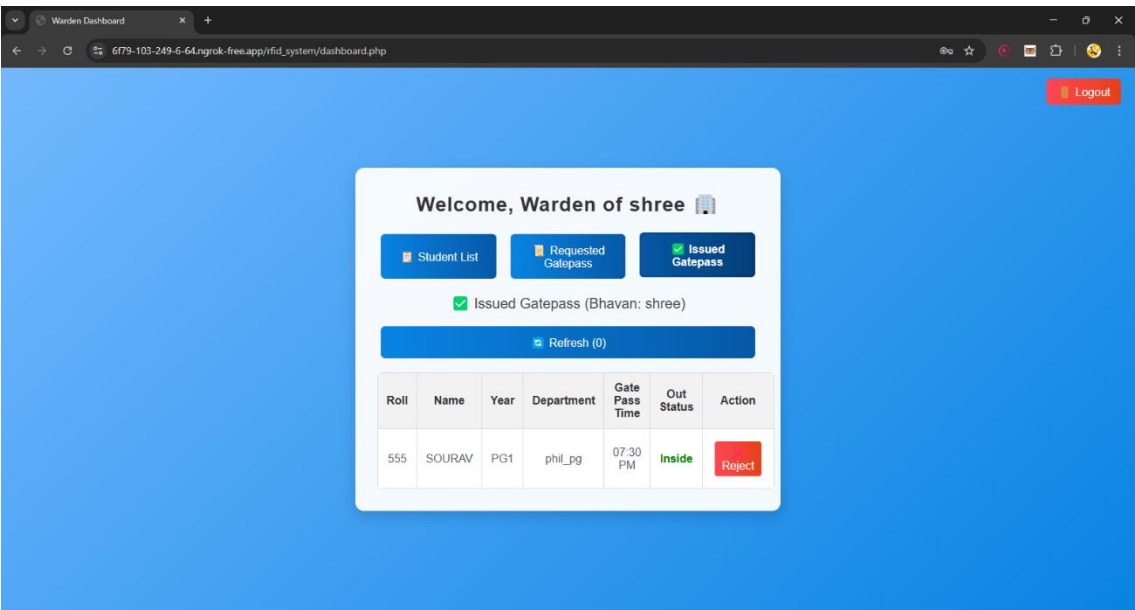 Warden Dashboard
6f79-103-249-6-64.ngrok-free.app/rfid_system/dashboard.php
Logout
Welcome, Warden of shree
Student List
Requested
Gatepass
Issued
Gatepass
Issued Gatepass (Bhavan: shree)
Refresh (0)
Roll Name Year Department Gate Pass Time Out Status Action
555 SOURAV PG1 phil_pg 07:30 PM Inside Reject